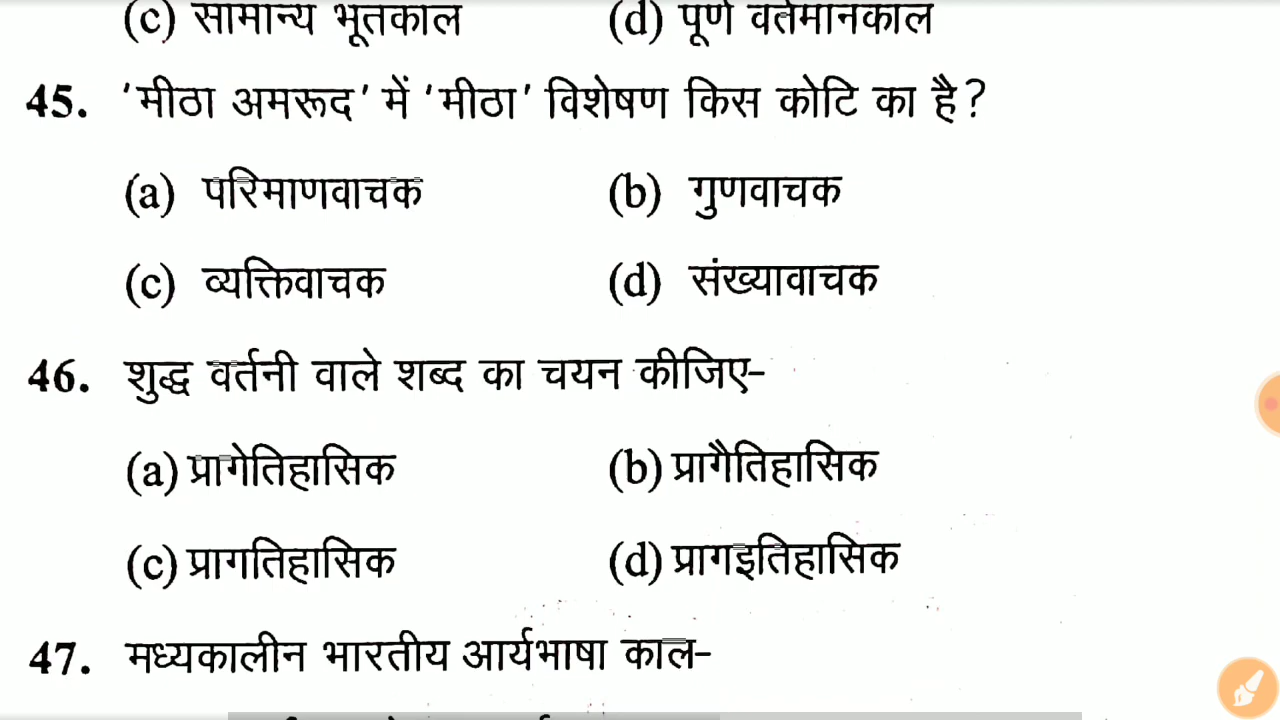 (c) सामान्य भूतकाल (d) पूर्ण वर्तमानकाल
45. 'मीठा अमरूद' में 'मीठा' विशेषण किस कोटि का है?
(a) परिमाणवाचक (b) गुणवाचक
(c) व्यक्तिवाचक (d) संख्यावाचक
46. शुद्ध वर्तनी वाले शब्द का चयन कीजिए-
(a) प्रागेतिहासिक (b) प्रागैतिहासिक
(c) प्रागतिहासिक (d) प्रागइतिहासिक
47. मध्यकालीन भारतीय आर्यभाषा काल-